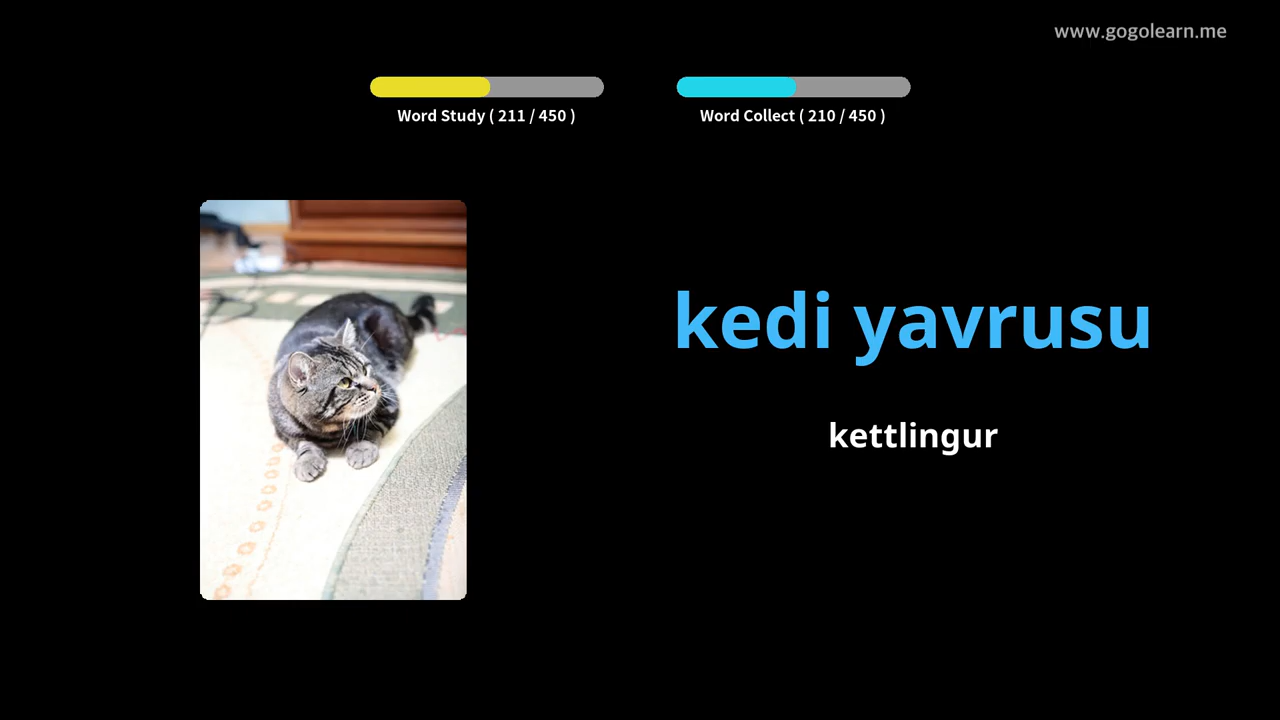 www.gogolearn.me
Word Study ( 211 / 450 )
Word Collect ( 210 / 450 )
kedi yavrusu
kettlingur